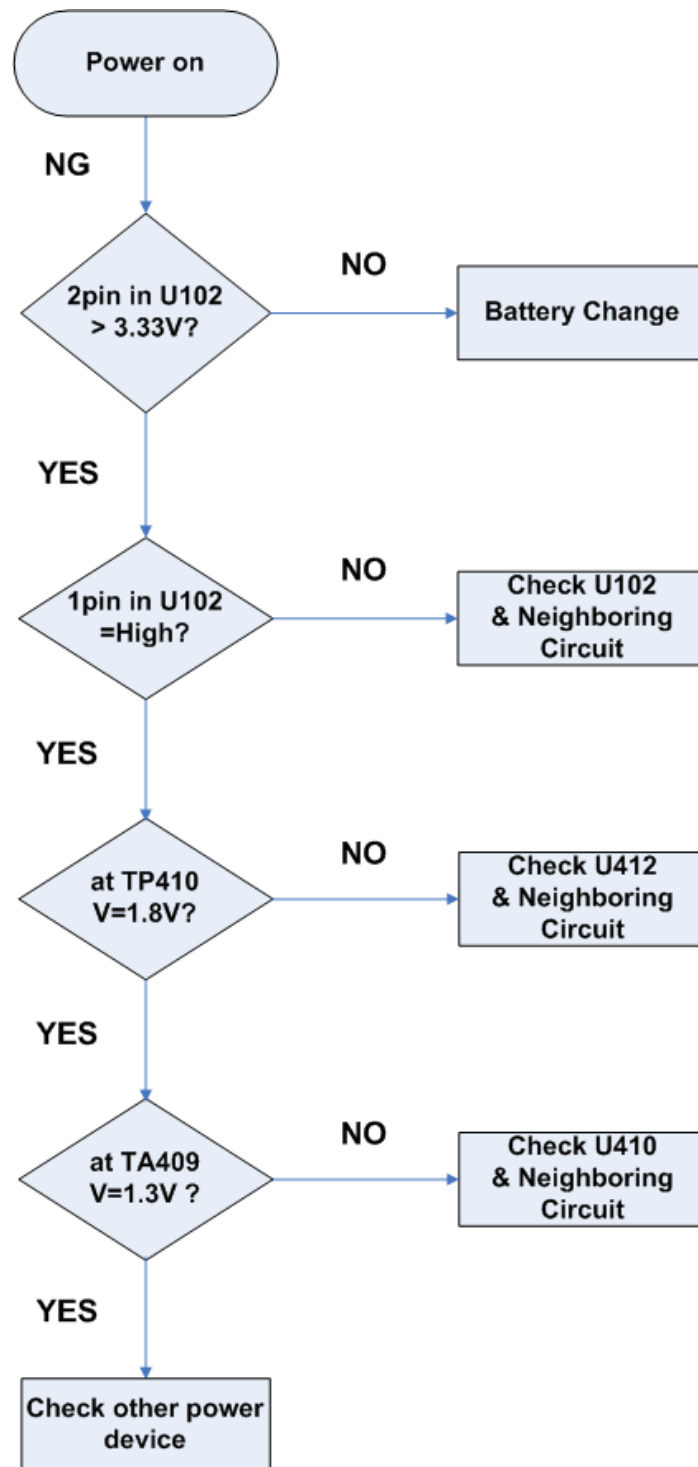 Power on
NG
2pin in U102
> 3.33V?
NO
Battery Change
YES
1pin in U102
=High?
NO
Check U102
& Neighboring
Circuit
YES
at TP410
V=1.8V?
NO
Check U412
& Neighboring
Circuit
YES
at TA409
V=1.3V ?
NO
Check U410
& Neighboring
Circuit
YES
Check other power
device